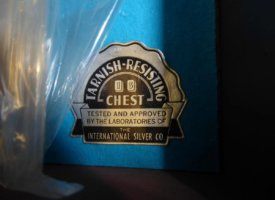 TARNISH-RESISTING
CHEST
TESTED AND APPROVED
BY THE LABORATORIES OF
THE
INTERNATIONAL SILVER CO.